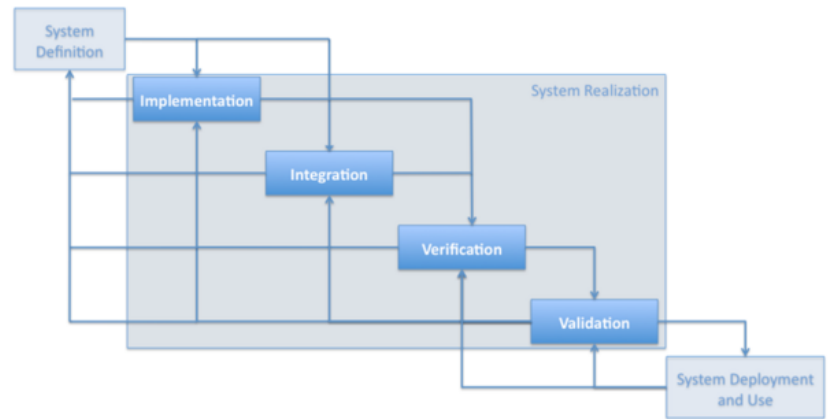 System
Definition
System Realization
Implementation
Integration
Verification
Validation
System Deployment
and Use